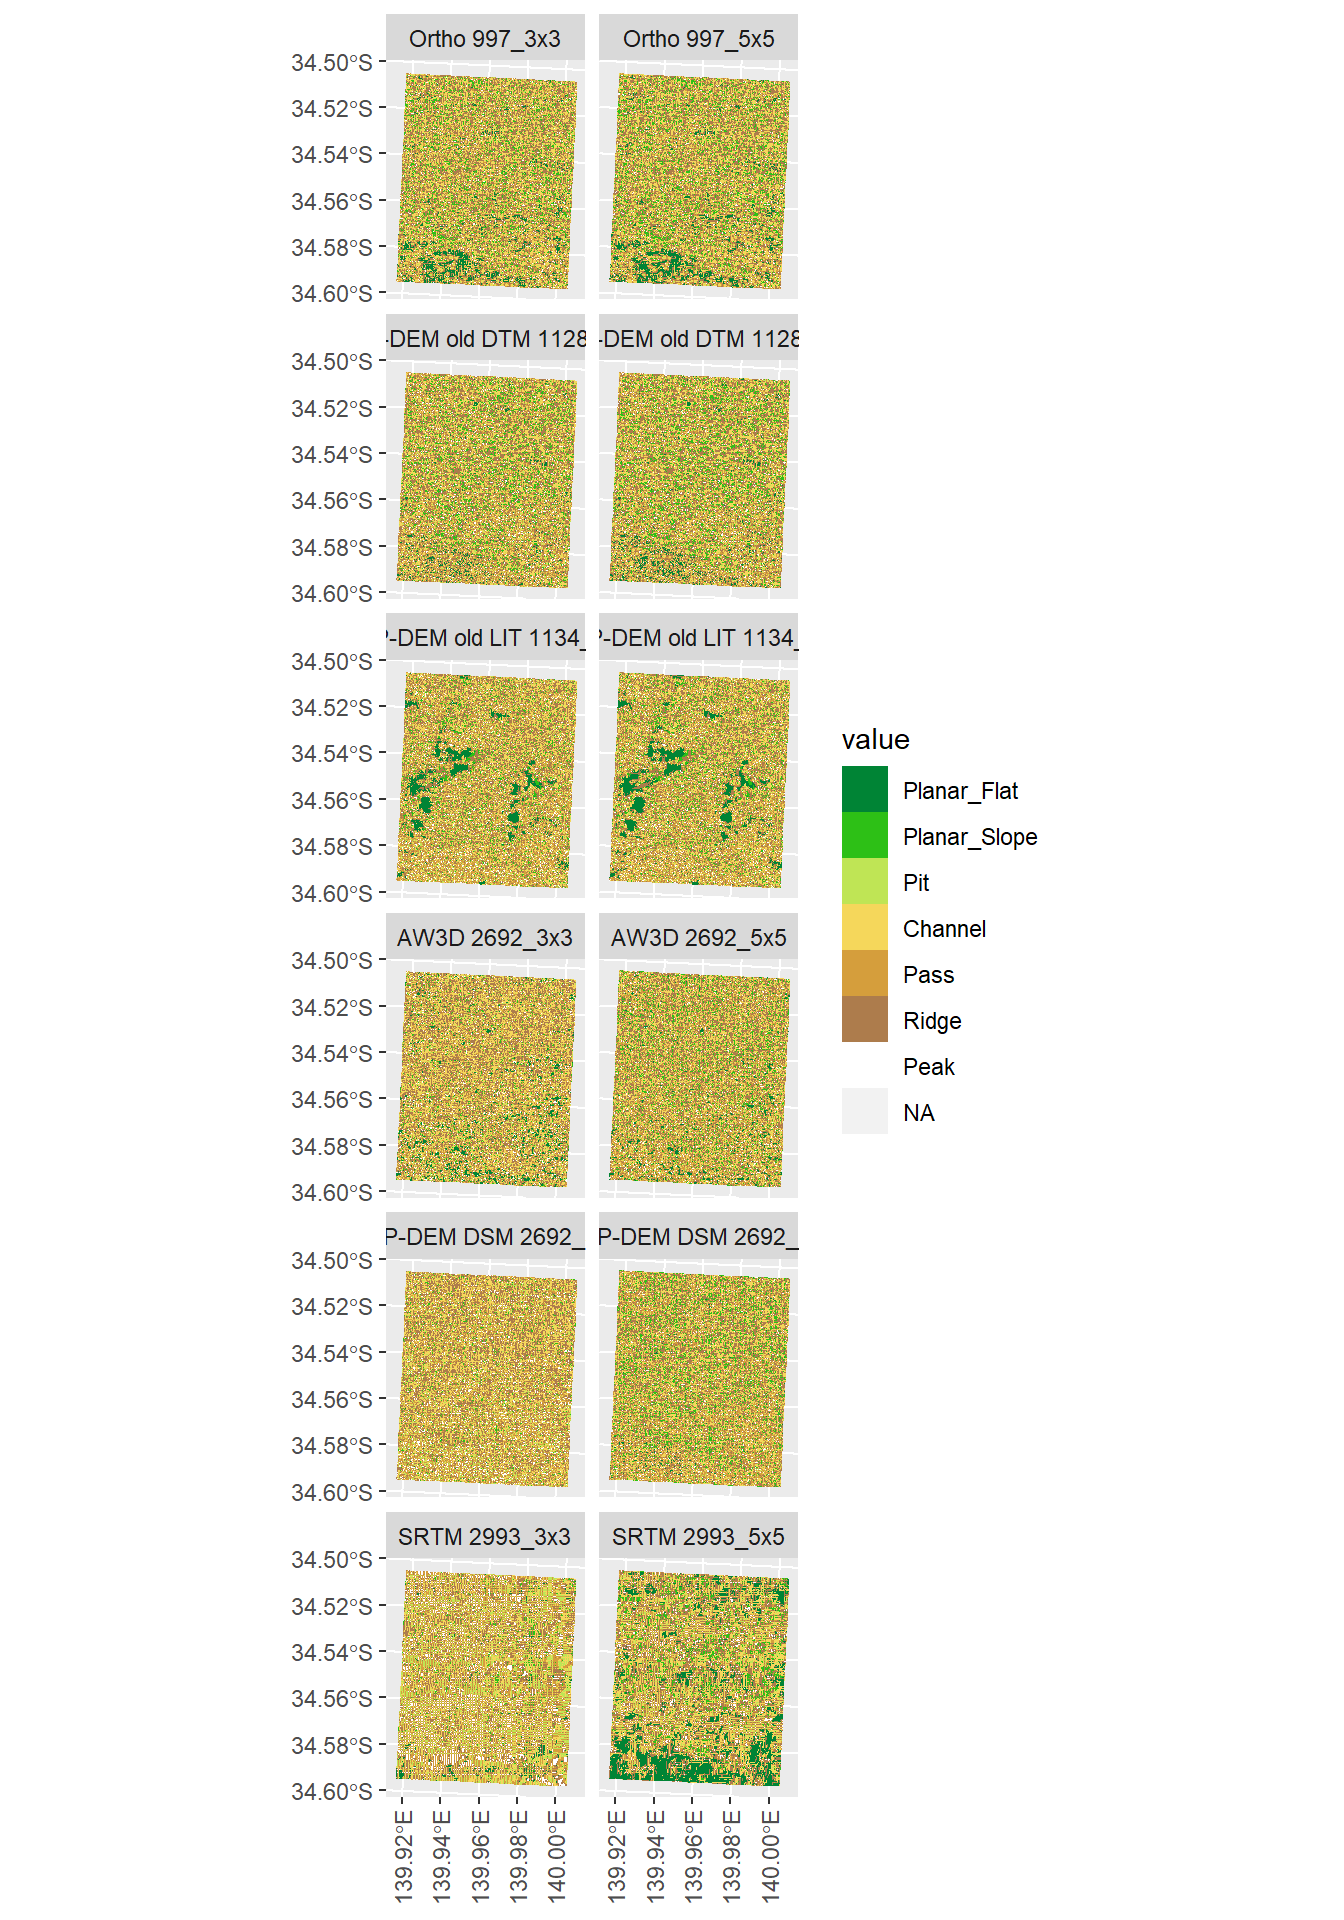 Ortho 997_3x3
Ortho 997_5x5
34.50°S
34.52°S
34.54°S
34.56°S
34.58°S
34.60°S
-DEM old DTM 1128
-DEM old DTM 1128
34.50°S
34.52°S
34.54°S
34.56°S
34.58°S
34.60°S
P-DEM old LIT 1134_
P-DEM old LIT 1134_
34.50°S
34.52°S
34.54°S
34.56°S
34.58°S
34.60°S
AW3D 2692_3x3
AW3D 2692_5x5
34.50°S
34.52°S
34.54°S
34.56°S
34.58°S
34.60°S
P-DEM DSM 2692_
P-DEM DSM 2692_
34.50°S
34.52°S
34.54°S
34.56°S
34.58°S
34.60°S
SRTM 2993_3x3
SRTM 2993_5x5
34.50°S
34.52°S
34.54°S
34.56°S
34.58°S
34.60°S
139.92°E
139.94°E
139.96°E
139.98°E
140.00°E
139.92°E
139.94°E
139.96°E
139.98°E
140.00°E
value
Planar_Flat
Planar_Slope
Pit
Channel
Pass
Ridge
Peak
NA